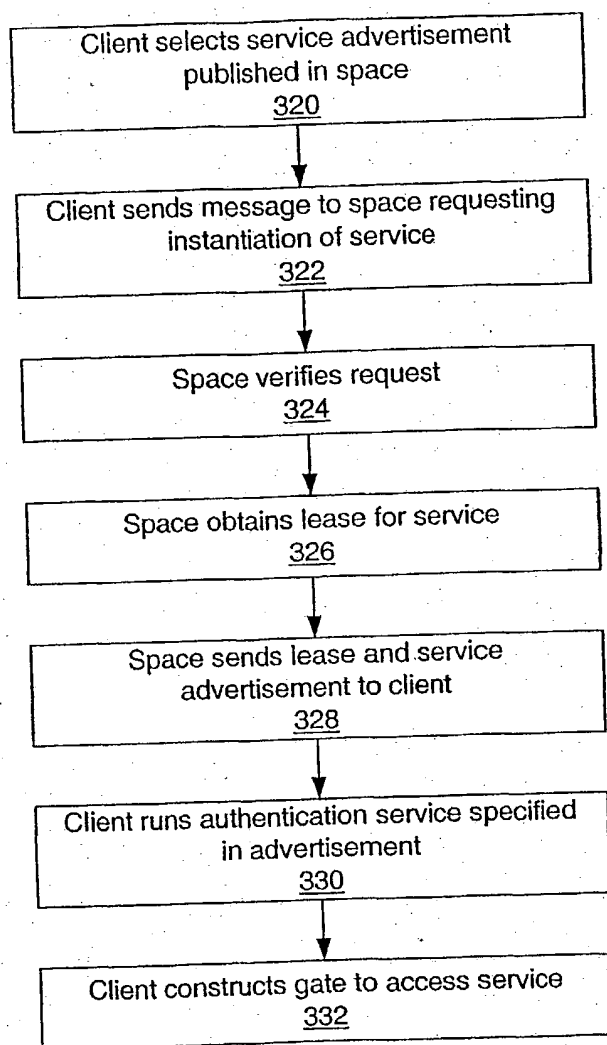 Client selects service advertisement
published in space
320
Client sends message to space requesting
instantiation of service
322
Space verifies request
324
Space obtains lease for service
326
Space sends lease and service
advertisement to client
328
Client runs authentication service specified
in advertisement
330
Client constructs gate to access service
332